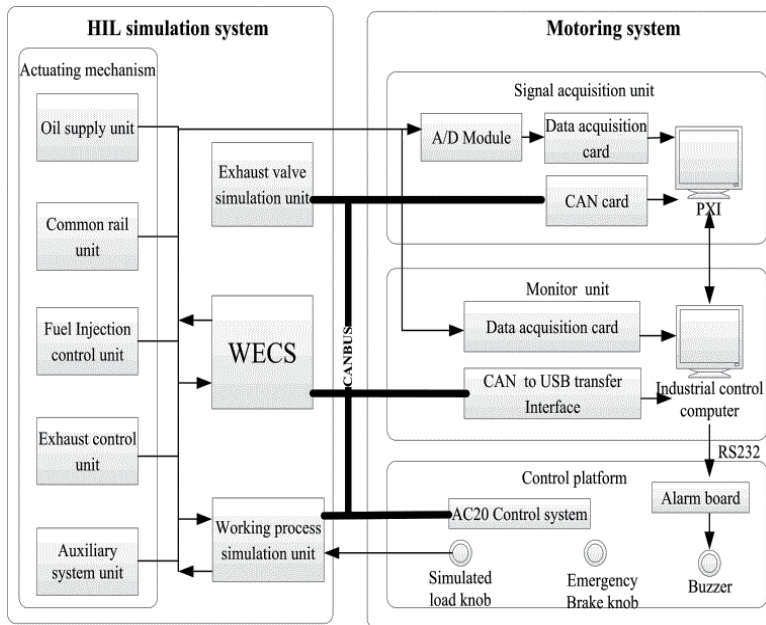 HIL simulation system
Actuating mechanism
Oil supply unit
Common rail
unit
Fuel Injection
control unit
Exhaust control
unit
Auxiliary
system unit
Exhaust valve
simulation unit
WECS
Working process
simulation unit
CANBUS
Motoring system
Signal acquisition unit
A/D Module
Data acquisition
card
CAN card
PXI
Monitor unit
Data acquisition card
CAN to USB transfer
Interface
Industrial control
computer
RS232
Control platform
AC20 Control system
Alarm board
Simulated
load knob
Emergency
Brake knob
Buzzer